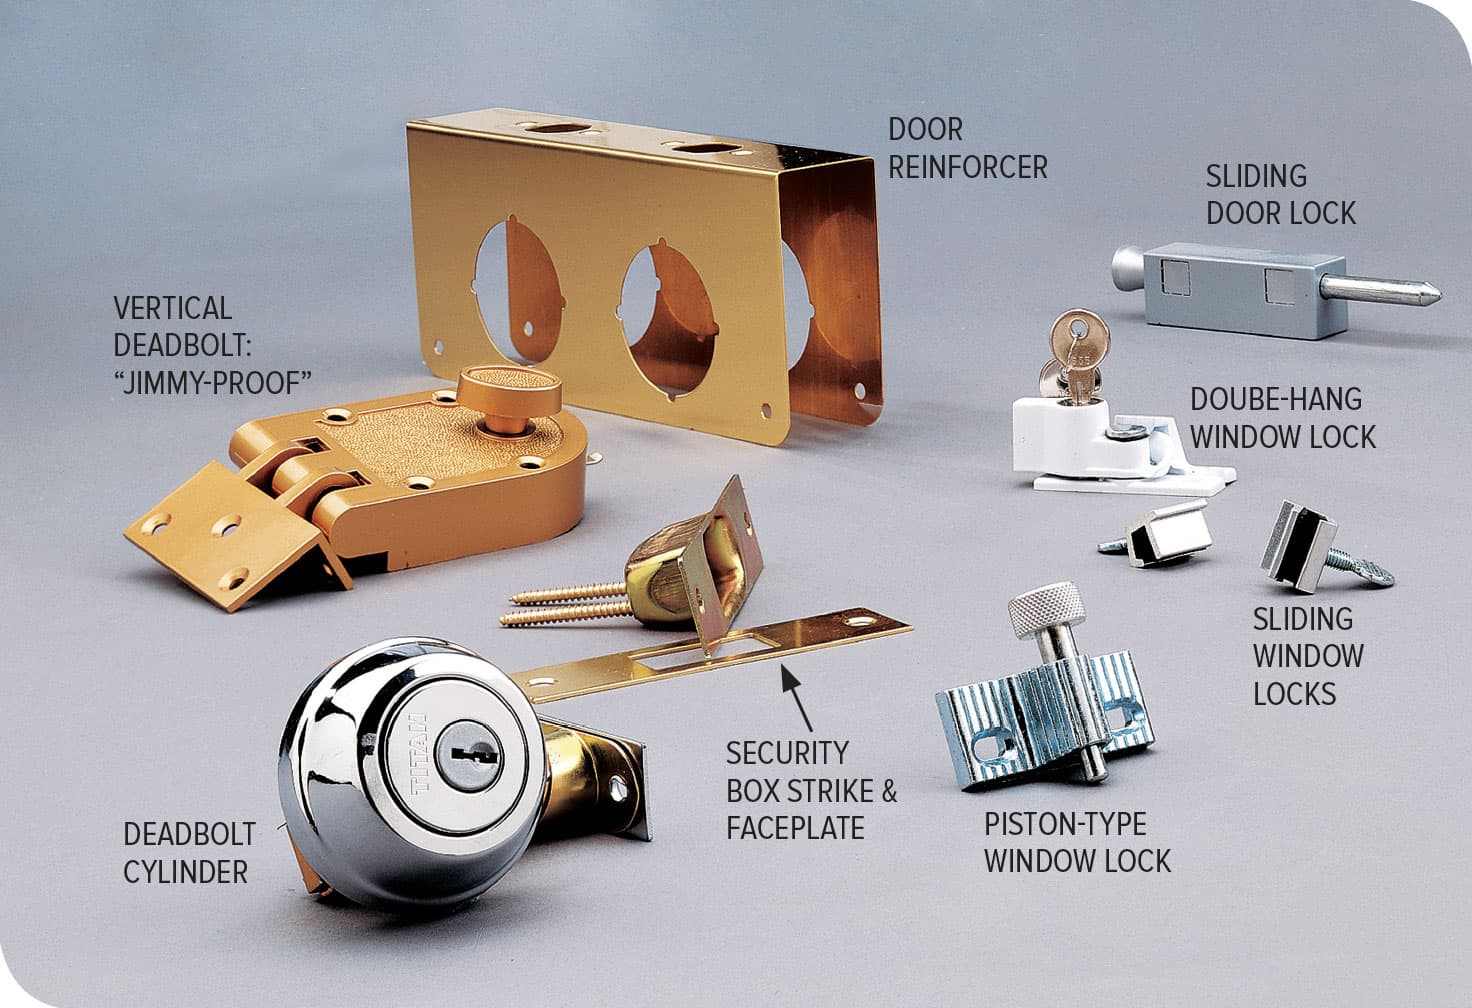 DOOR
REINFORCER
SLIDING
DOOR LOCK
VERTICAL
DEADBOLT:
“JIMMY-PROOF”
DOUBE-HANG
WINDOW LOCK
SLIDING
WINDOW
LOCKS
SECURITY
BOX STRIKE &
FACEPLATE
PISTON-TYPE
WINDOW LOCK
DEADBOLT
CYLINDER
TITAN